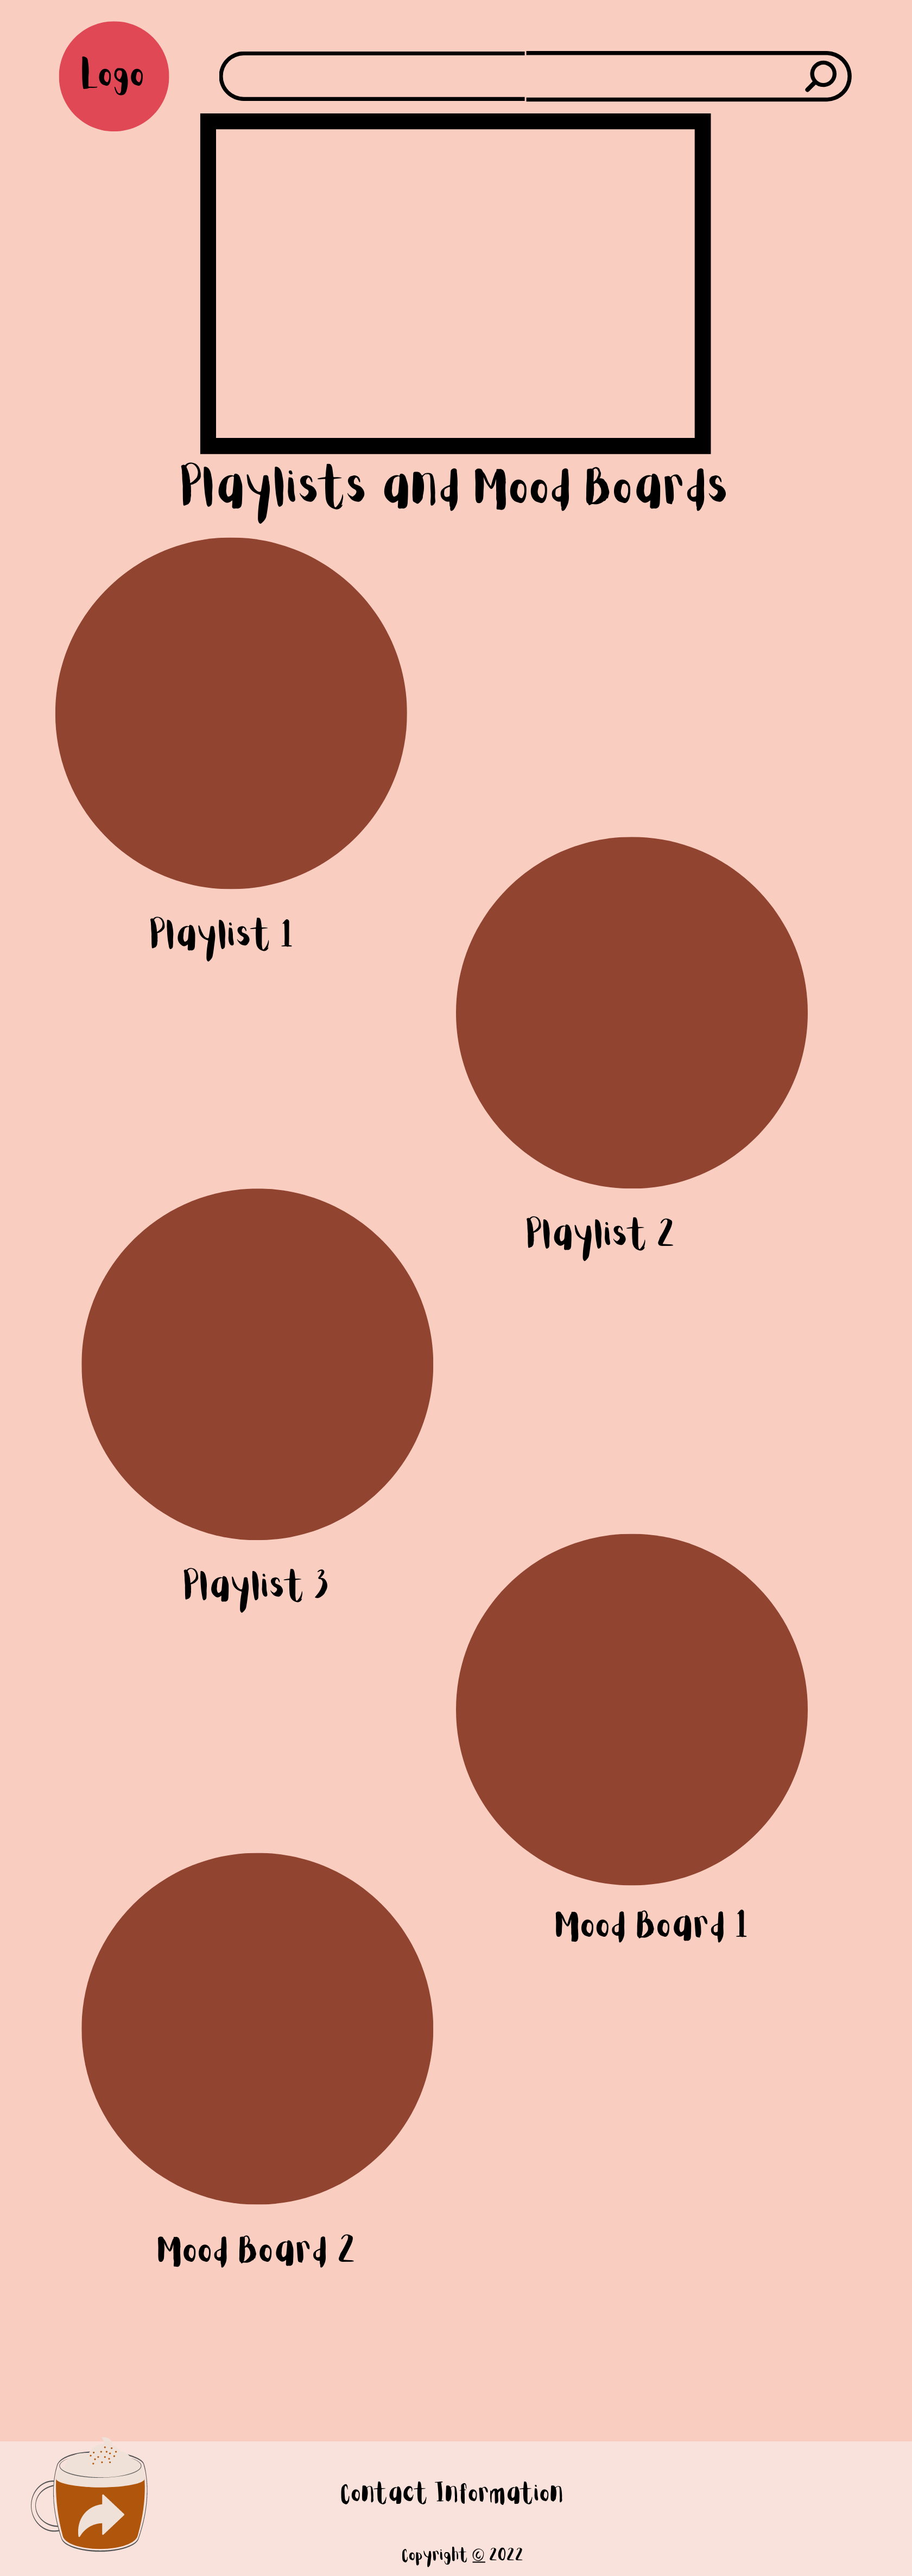 Logo
Playlists and Mood Boards
Playlist 1
Playlist 2
Playlist 3
Mood Board 1
Mood Board 2
Contact Information
Copyright © 2022